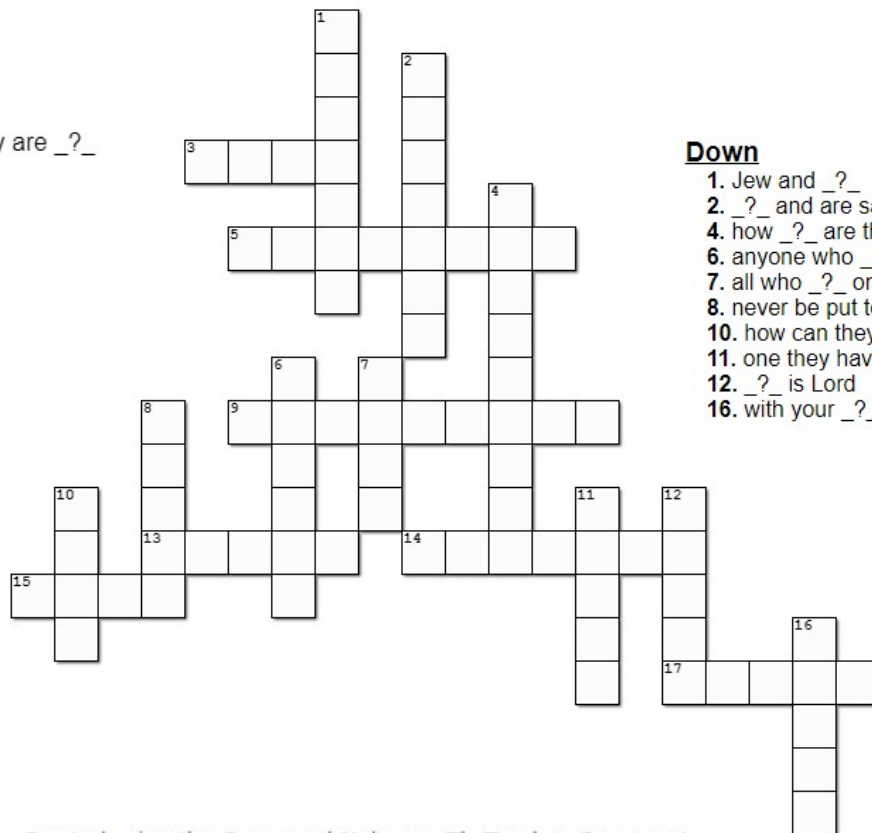 1
2
y are _?_
3
Down
1. Jew and _?_
4
2. _?_ and are sa
4. how _?_ are th
5
6. anyone who _
7. all who _?_ on
8. never be put to
10. how can they
11. one they hav
6
7
12. _?_ is Lord
8
9
16. with your _?_
10
11
12
13
14
15
16
17